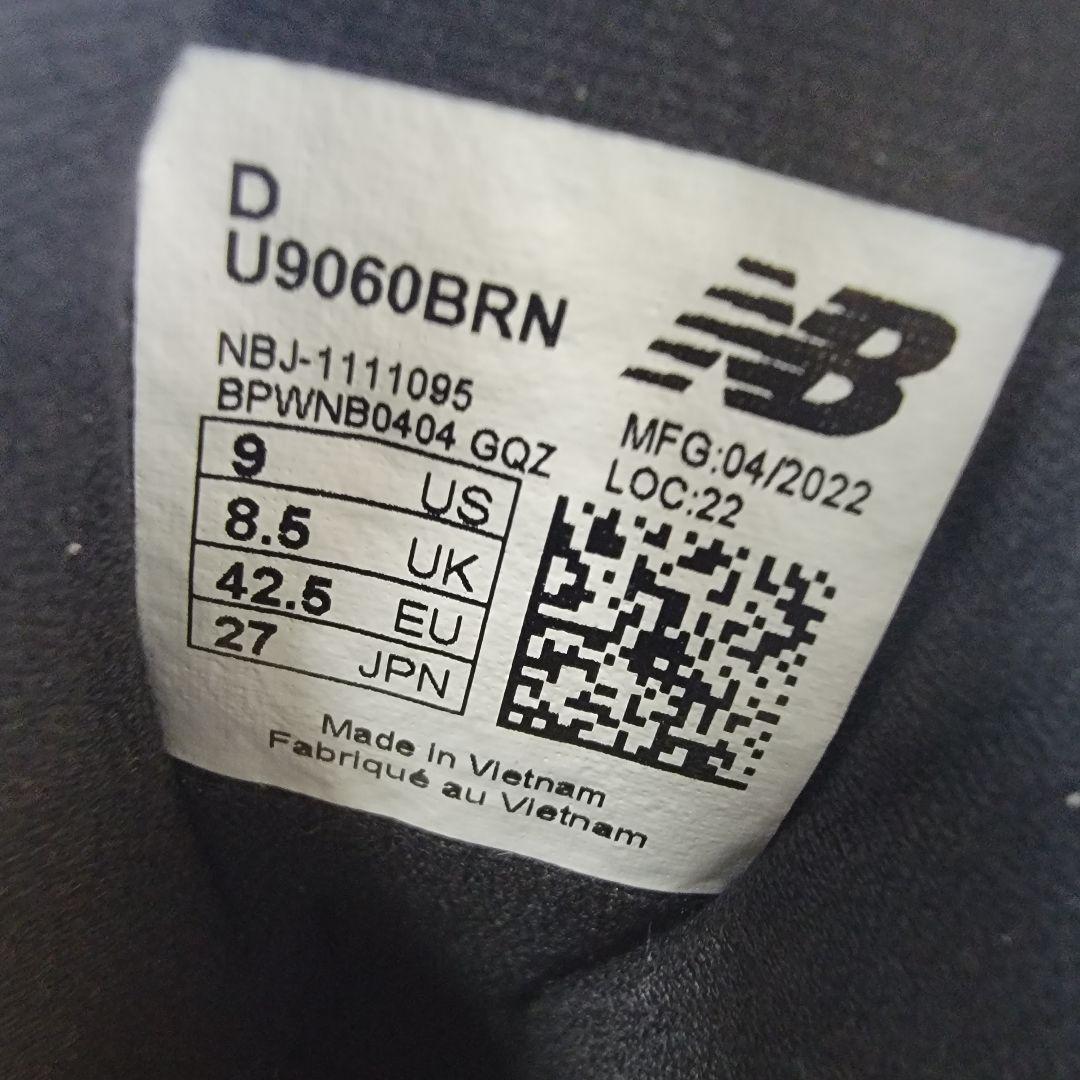 D
U9060BRN
NB
NBJ-1111095
BPWNB0404 GQZ
MFG:04/2022
LOC:22
9 US
8.5 UK
42.5 EU
27 JPN
Made in Vietnam
Fabriqué au Vietnam